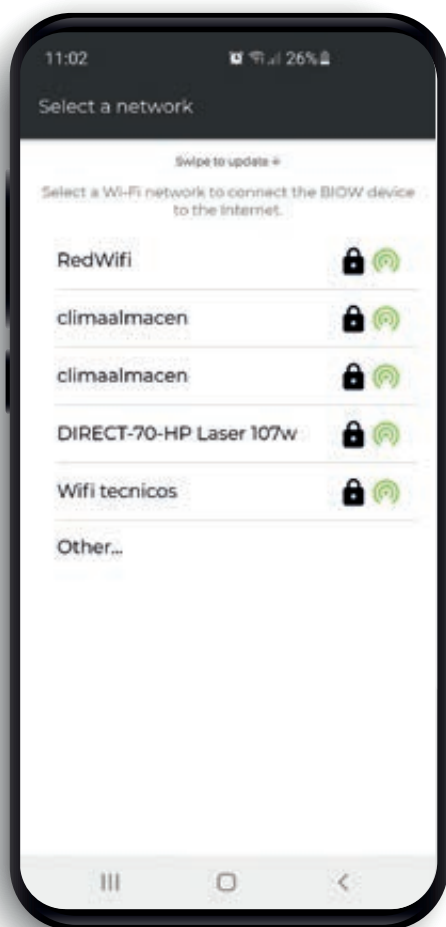 11:02 26%
Select a network
Swipe to update ↓
Select a Wi-Fi network to connect the BIOW device
to the Internet.
RedWifi
climaalmacen
climaalmacen
DIRECT-70-HP Laser 107w
Wifi tecnicos
Other...